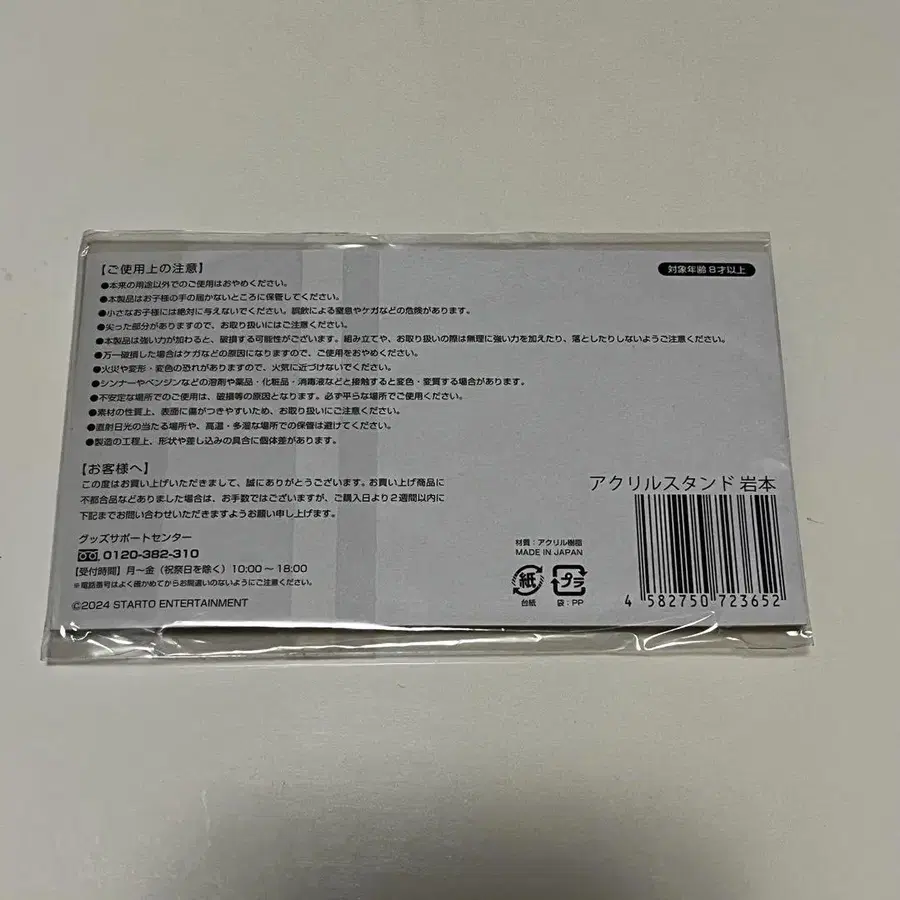 【ご使用上の注意】
対象年齢8才以上
●本来の用途以外でのご使用はおやめください。
●本製品はお子様の手の届かないところに保管してください。
●小さなお子様には絶対に与えないでください。誤飲による窒息やケガなどの危険があります。
●尖った部分がありますので、お取り扱いにはご注意ください。
●本製品は強い力が加わると、破損する可能性がございます。組み立てや、お取り扱いの際は無理に強い力を加えたり、落としたりしないようご注意ください。
●万一破損した場合はケガなどの原因になりますので、ご使用をおやめください。
●火災や変形・変色の恐れがありますので、火気に近づけないでください。
●シンナーやベンジンなどの溶剤や薬品・化粧品・消毒液などと接触すると変色・変質する場合があります。
●不安定な場所でのご使用は、破損等の原因となります。必ず平らな場所でご使用ください。
●素材の性質上、表面に傷がつきやすいため、お取り扱いにご注意ください。
●直射日光の当たる場所や、高温・多湿な場所での保管は避けてください。
●製造の工程上、形状や差し込みの具合に個体差があります。
【お客様へ】
この度はお買い上げいただきまして、誠にありがとうございます。お買い上げ商品に
不都合品などありました場合は、お手数ではございますが、ご購入日より2週間以内に
下記までお問い合わせいただきますようお願い申し上げます。
グッズサポートセンター
0120-382-310
【受付時間】月～金(祝祭日を除く)10:00～18:00
※電話番号はよく確かめてからお間違いのないようにご注意ください。
©2024 STARTO ENTERTAINMENT
アクリルスタンド 岩本
材質：アクリル樹脂
MADE IN JAPAN
紙
プラ
台紙
袋：PP
4 582750 723652